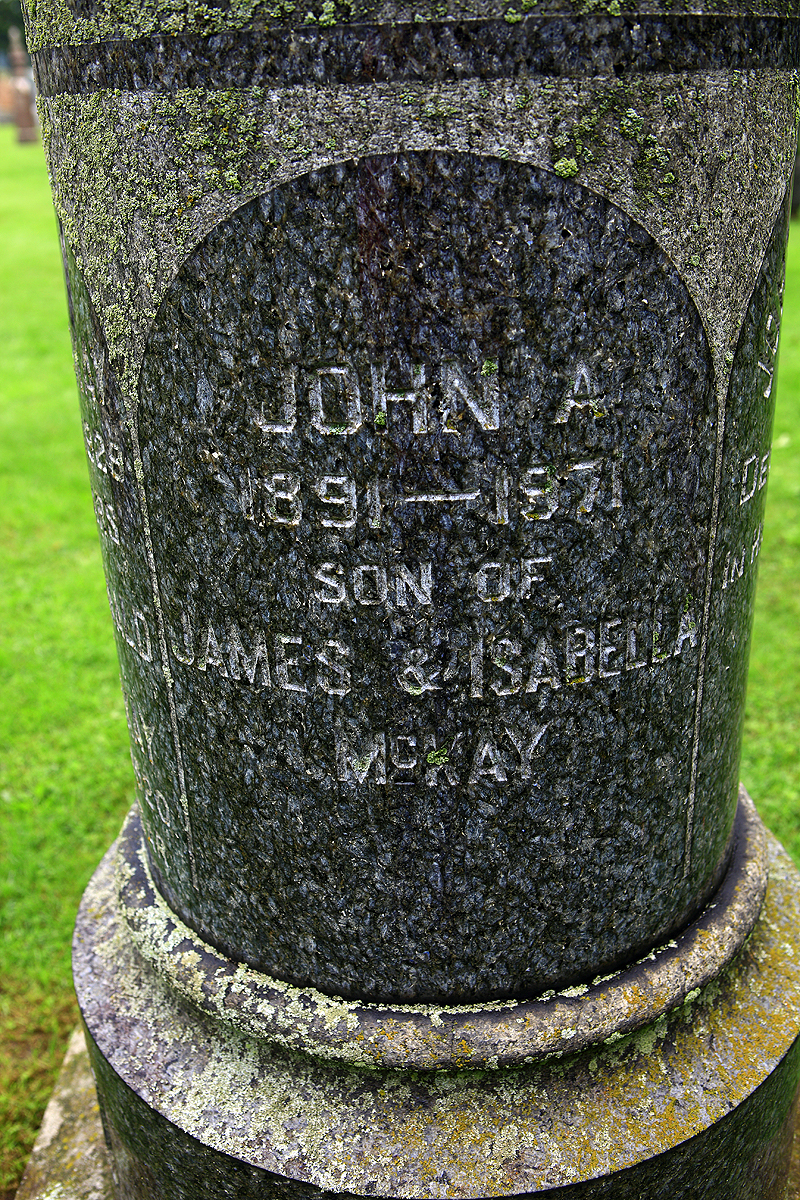 JOHN A
1891—1971
SON OF
JAMES & ISABELLA
McKAY